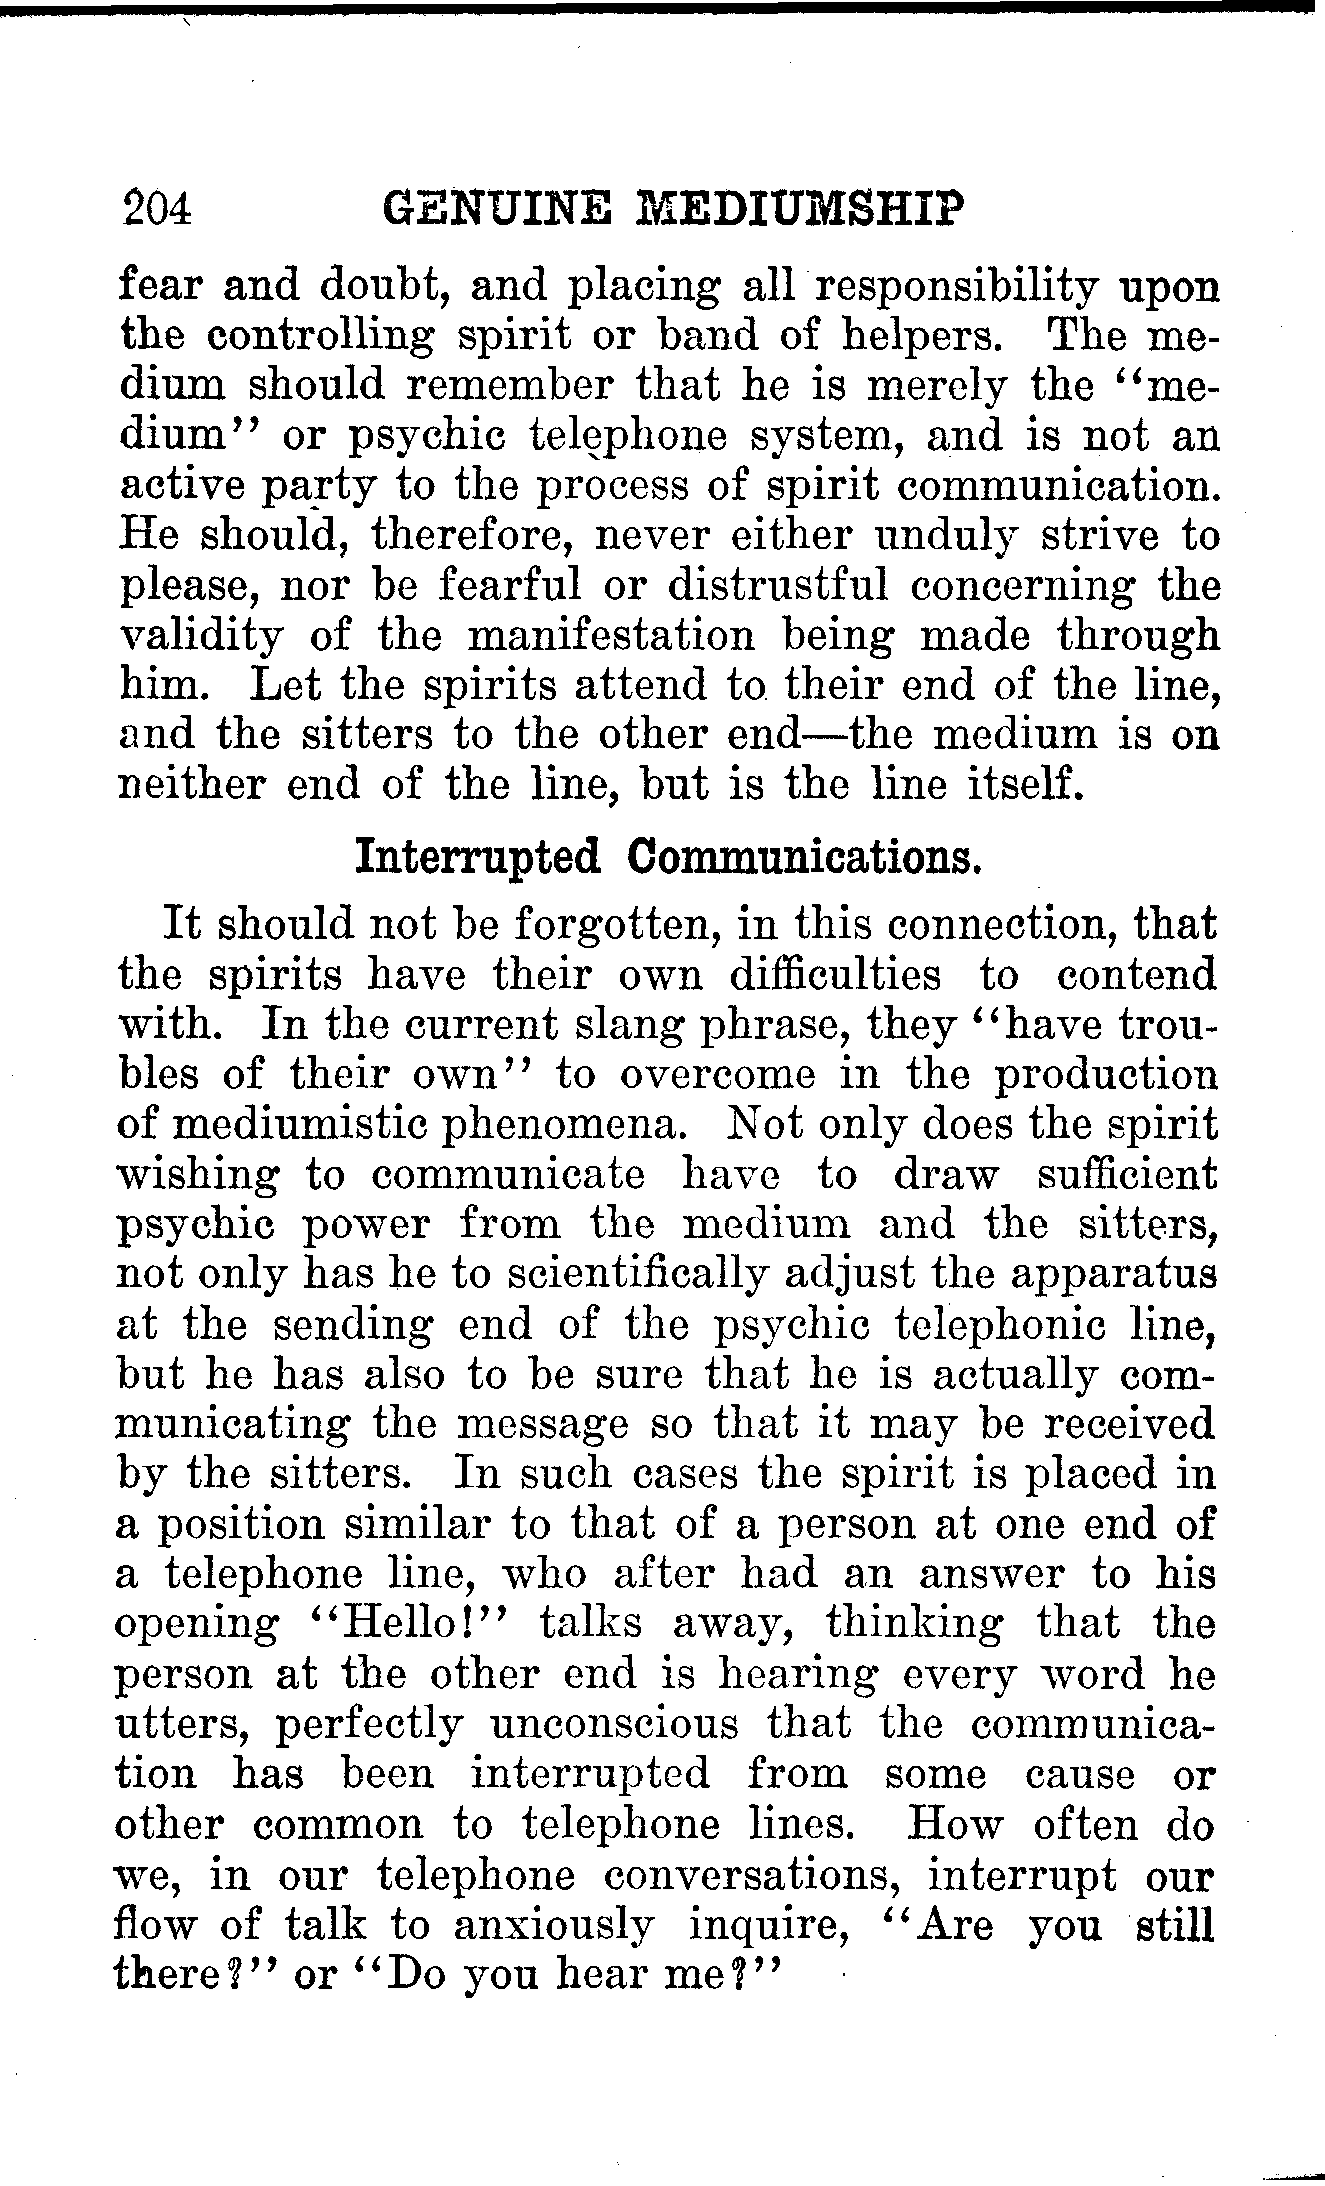 204 GENUINE MEDIUMSHIP
fear and doubt, and placing all responsibility upon
the controlling spirit or band of helpers. The me-
dium should remember that he is merely the "me-
dium" or psychic telephone system, and is not an
active party to the process of spirit communication.
He should, therefore, never either unduly strive to
please, nor be fearful or distrustful concerning the
validity of the manifestation being made through
him. Let the spirits attend to their end of the line,
and the sitters to the other end—the medium is on
neither end of the line, but is the line itself.
Interrupted Communications.
It should not be forgotten, in this connection, that
the spirits have their own difficulties to contend
with. In the current slang phrase, they "have trou-
bles of their own" to overcome in the production
of mediumistic phenomena. Not only does the spirit
wishing to communicate have to draw sufficient
psychic power from the medium and the sitters,
not only has he to scientifically adjust the apparatus
at the sending end of the psychic telephonic line,
but he has also to be sure that he is actually com-
municating the message so that it may be received
by the sitters. In such cases the spirit is placed in
a position similar to that of a person at one end of
a telephone line, who after had an answer to his
opening "Hello!" talks away, thinking that the
person at the other end is hearing every word he
utters, perfectly unconscious that the communica-
tion has been interrupted from some cause or
other common to telephone lines. How often do
we, in our telephone conversations, interrupt our
flow of talk to anxiously inquire, "Are you still
there?" or "Do you hear me?"